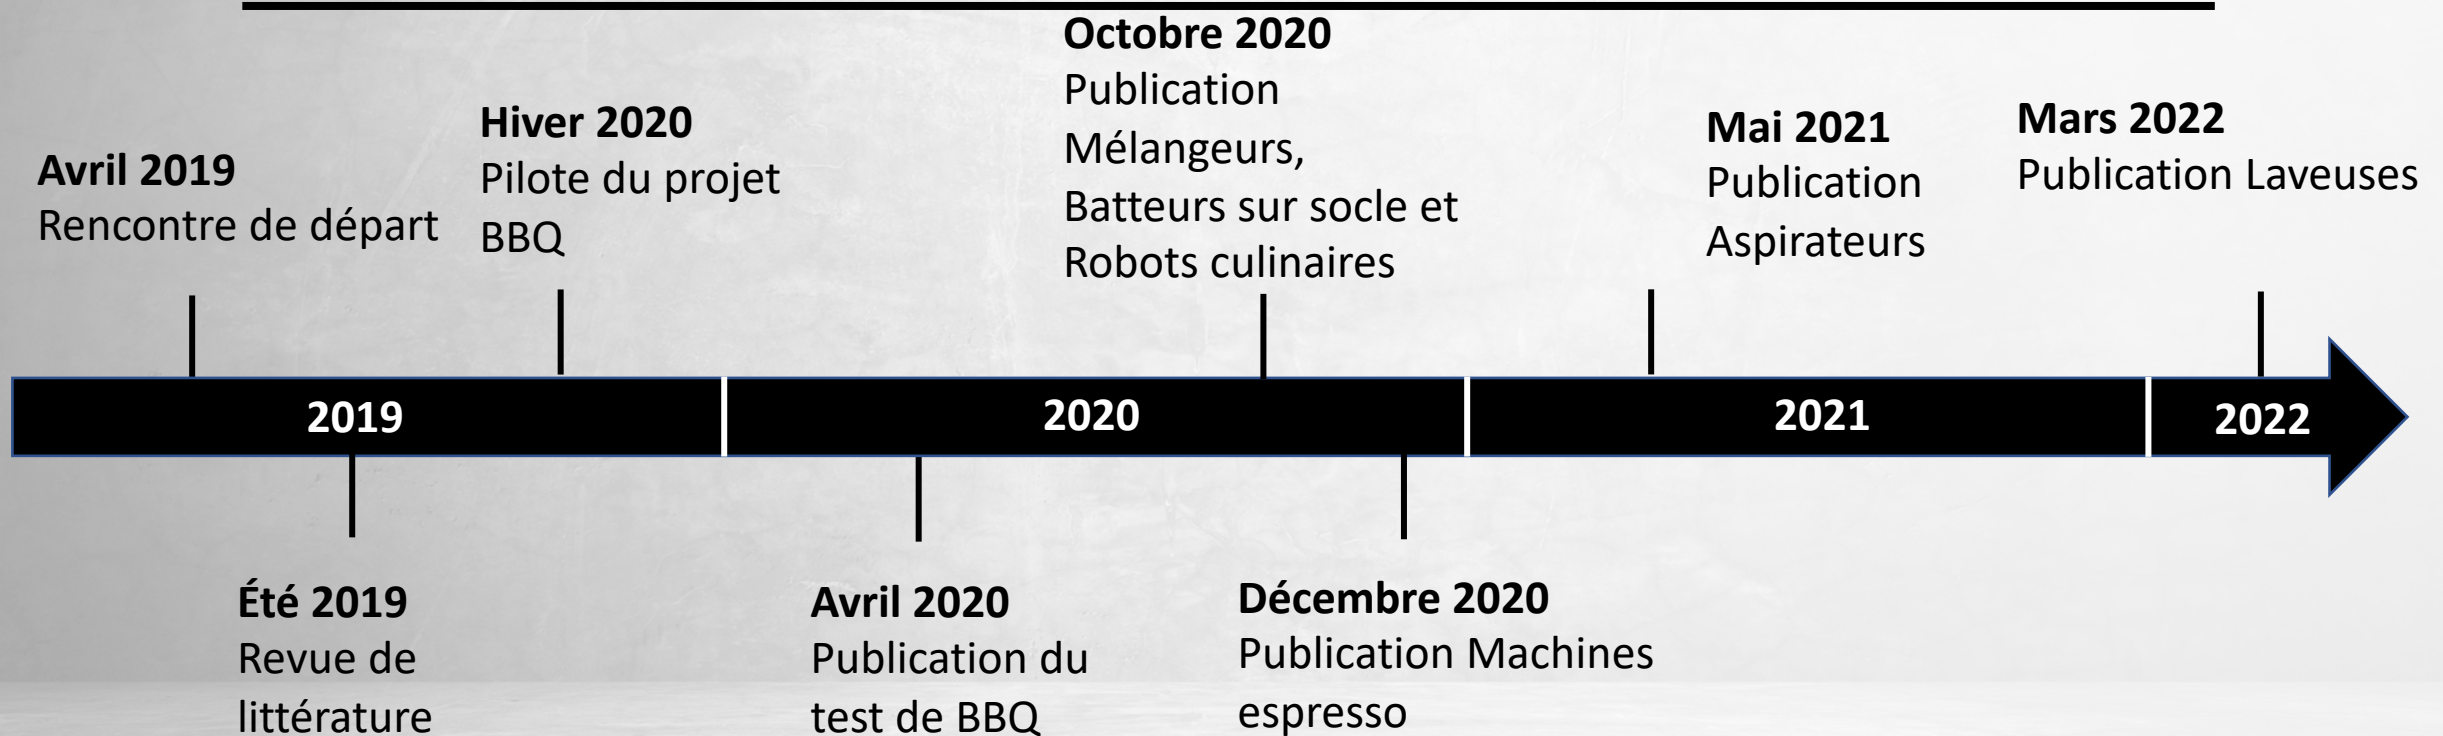 Avril 2019
Rencontre de départ
Hiver 2020
Pilote du projet
BBQ
Octobre 2020
Publication
Mélangeurs,
Batteurs sur socle et
Robots culinaires
Mai 2021
Publication
Aspirateurs
Mars 2022
Publication Laveuses
2019
2020
2021
2022
Été 2019
Revue de
littérature
Avril 2020
Publication du
test de BBQ
Décembre 2020
Publication Machines
espresso